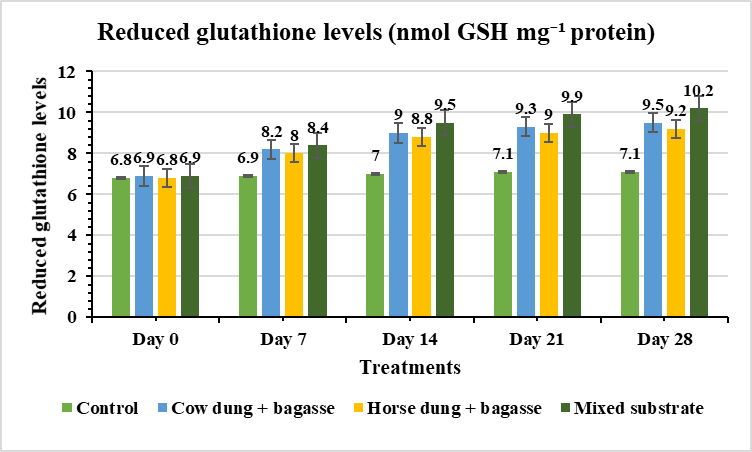 Reduced glutathione levels (nmol GSH mg⁻¹ protein)
Reduced glutathione levels
12
10
8
6
4
2
0
6.8 6.9 6.8 6.9
6.9 8.2 8 8.4
7 9 8.8 9.5
7.1 9.3 9 9.9
7.1 9.5 9.2 10.2
Day 0 Day 7 Day 14 Day 21 Day 28
Treatments
Control Cow dung + bagasse Horse dung + bagasse Mixed substrate